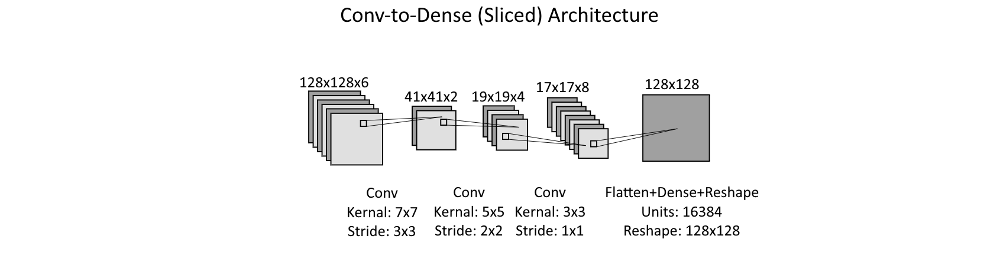 Conv-to-Dense (Sliced) Architecture
128x128x6
41x41x2
19x19x4
17x17x8
128x128
Conv
Kernal: 7x7
Stride: 3x3
Conv
Kernal: 5x5
Stride: 2x2
Conv
Kernal: 3x3
Stride: 1x1
Flatten+Dense+Reshape
Units: 16384
Reshape: 128x128